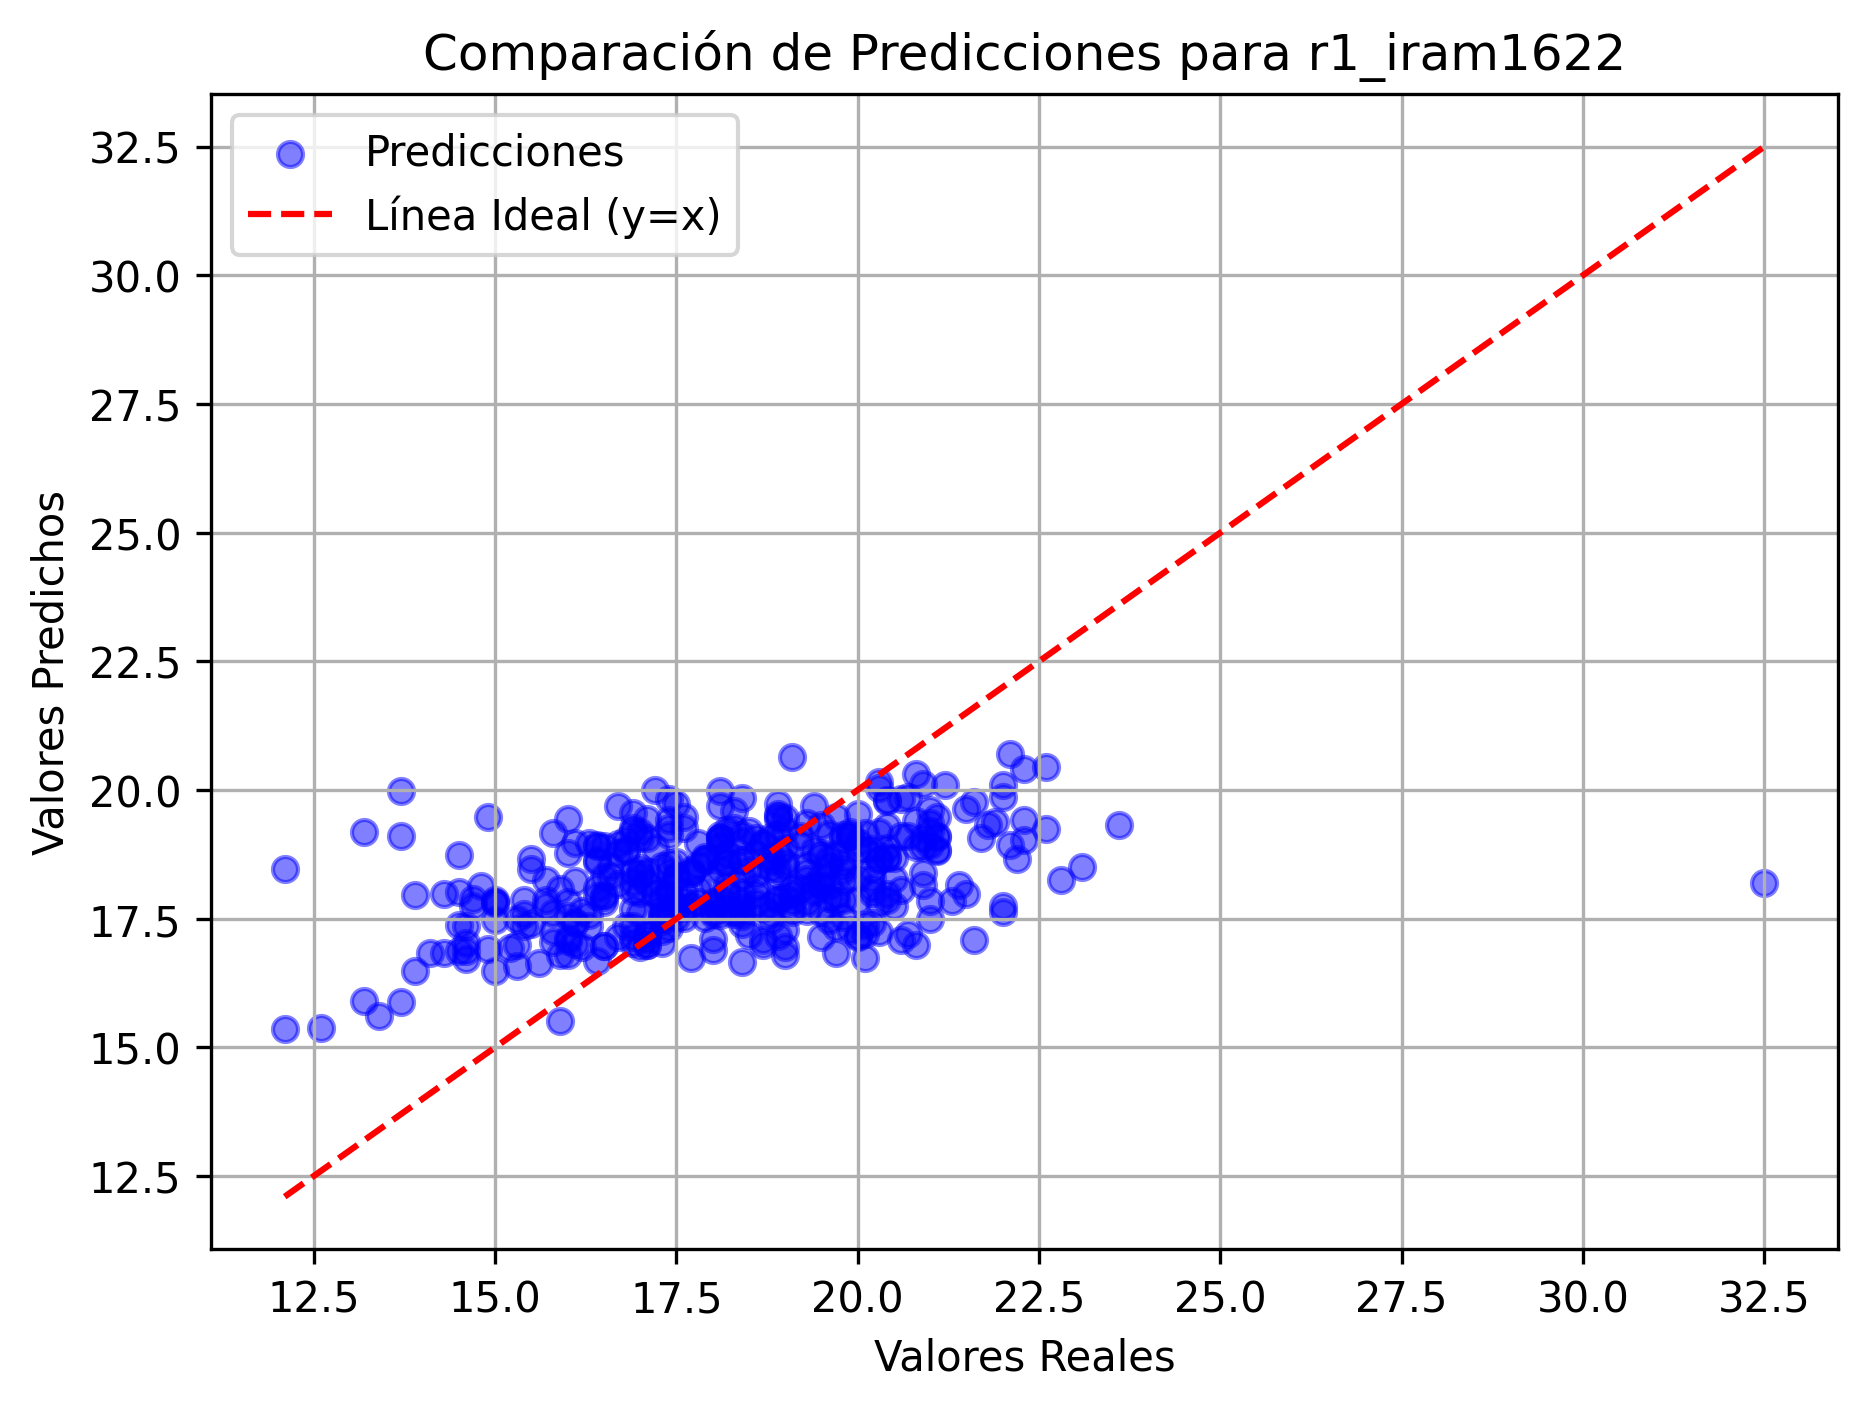 Comparación de Predicciones para r1_iram1622
Predicciones
Línea Ideal (y=x)
32.5
30.0
27.5
25.0
22.5
20.0
17.5
15.0
12.5
Valores Predichos
12.5 15.0 17.5 20.0 22.5 25.0 27.5 30.0 32.5
Valores Reales